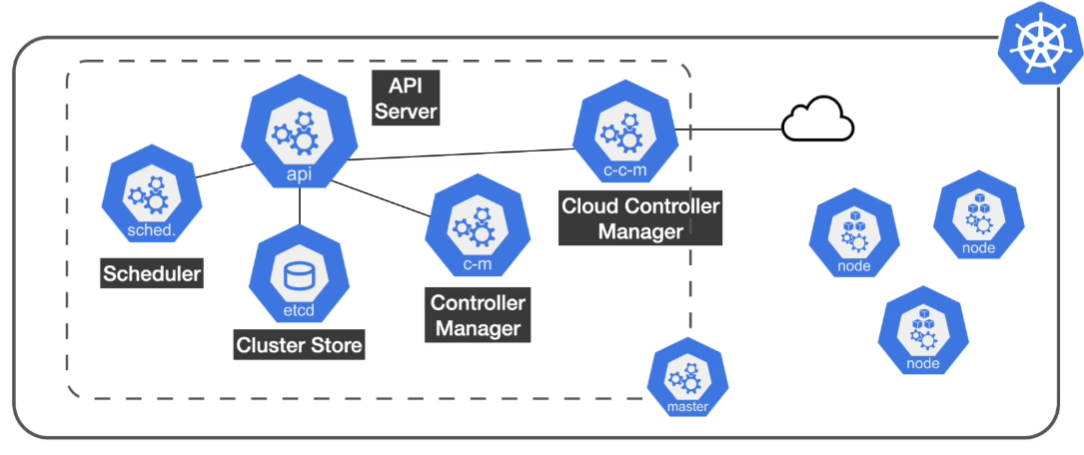 API
Server
api
c-c-m
Cloud Controller
Manager
sched.
Scheduler
etcd
Cluster Store
c-m
Controller
Manager
master
node
node
node